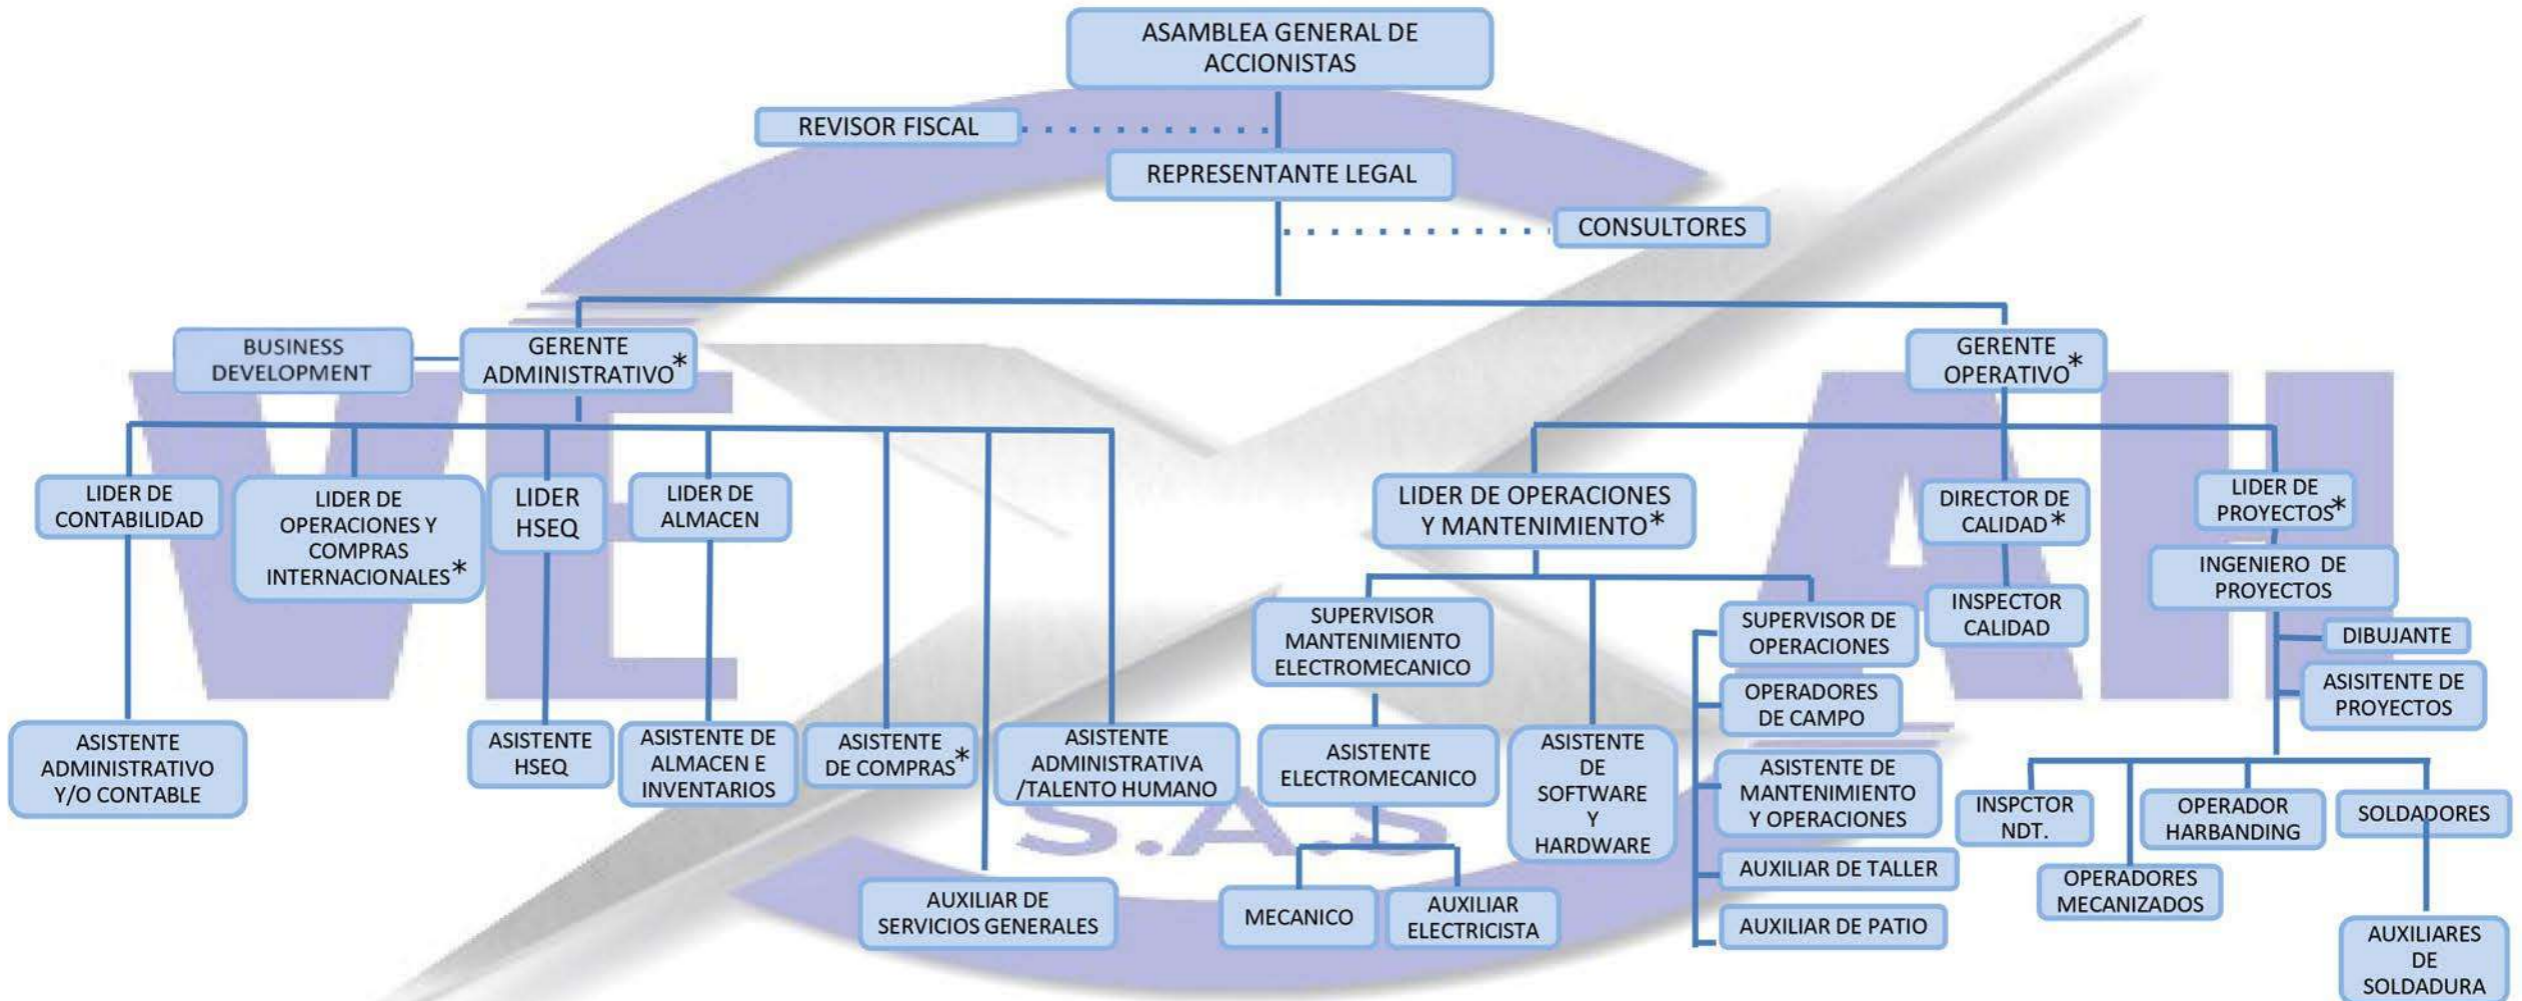 ASAMBLEA GENERAL DE
ACCIONISTAS
REVISOR FISCAL
REPRESENTANTE LEGAL
CONSULTORES
BUSINESS
DEVELOPMENT
GERENTE
ADMINISTRATIVO*
GERENTE
OPERATIVO*
LIDER DE
CONTABILIDAD
LIDER DE
OPERACIONES Y
COMPRAS
INTERNACIONALES*
LIDER
HSEQ
LIDER DE
ALMACEN
LIDER DE OPERACIONES
Y MANTENIMIENTO*
DIRECTOR DE
CALIDAD*
LIDER DE
PROYECTOS*
INGENIERO DE
PROYECTOS
SUPERVISOR
MANTENIMIENTO
ELECTROMECANICO
SUPERVISOR DE
OPERACIONES
INSPECTOR
CALIDAD
DIBUJANTE
OPERADORES
DE CAMPO
ASISITENTE DE
PROYECTOS
ASISTENTE
ADMINISTRATIVO
Y/O CONTABLE
ASISTENTE
HSEQ
ASISTENTE DE
ALMACEN E
INVENTARIOS
ASISTENTE
DE COMPRAS*
ASISTENTE
ADMINISTRATIVA
/TALENTO HUMANO
ASISTENTE
ELECTROMECANICO
ASISTENTE
DE
SOFTWARE
Y
HARDWARE
ASISTENTE DE
MANTENIMIENTO
Y OPERACIONES
INSPCTOR
NDT.
OPERADOR
HARBANDING
SOLDADORES
AUXILIAR DE TALLER
OPERADORES
MECANIZADOS
AUXILIAR DE
SERVICIOS GENERALES
MECANICO
AUXILIAR
ELECTRICISTA
AUXILIAR DE PATIO
AUXILIARES
DE
SOLDADURA
VE
AH
S.A.S